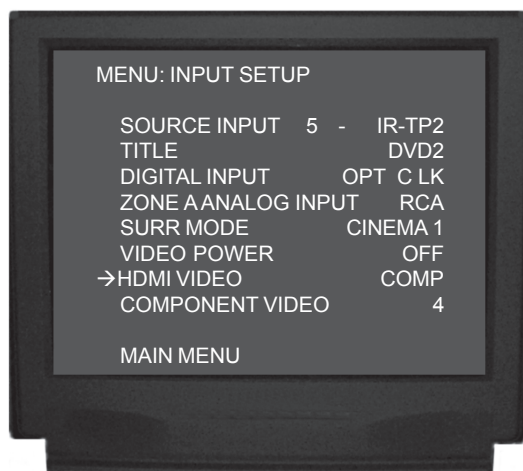 MENU: INPUT SETUP
SOURCE INPUT 5 - IR-TP2
TITLE DVD2
DIGITAL INPUT OPT C LK
ZONE A ANALOG INPUT RCA
SURR MODE CINEMA 1
VIDEO POWER OFF
→HDMI VIDEO COMP
COMPONENT VIDEO 4
MAIN MENU